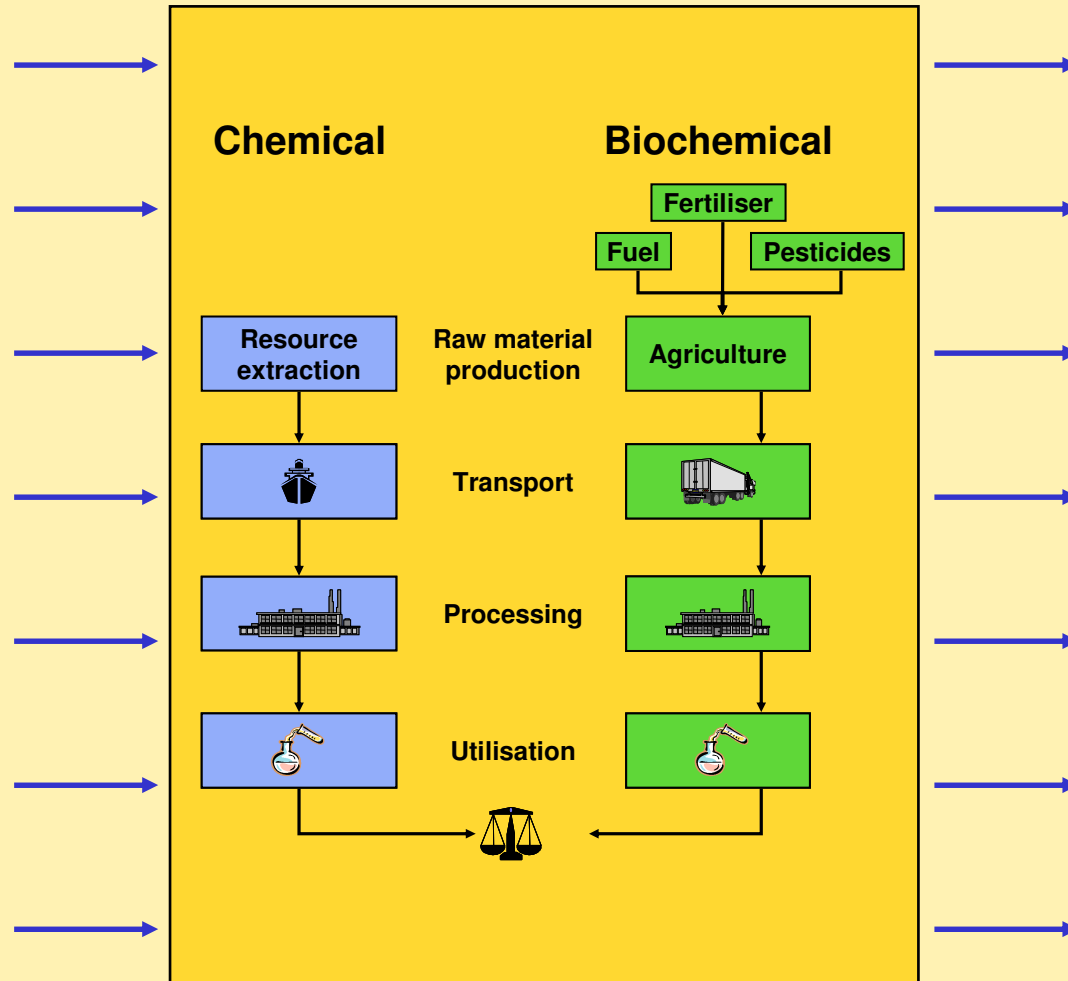 Chemical
Biochemical
Fertiliser
Fuel
Pesticides
Resource
extraction
Raw material
production
Agriculture
Transport
Processing
Utilisation